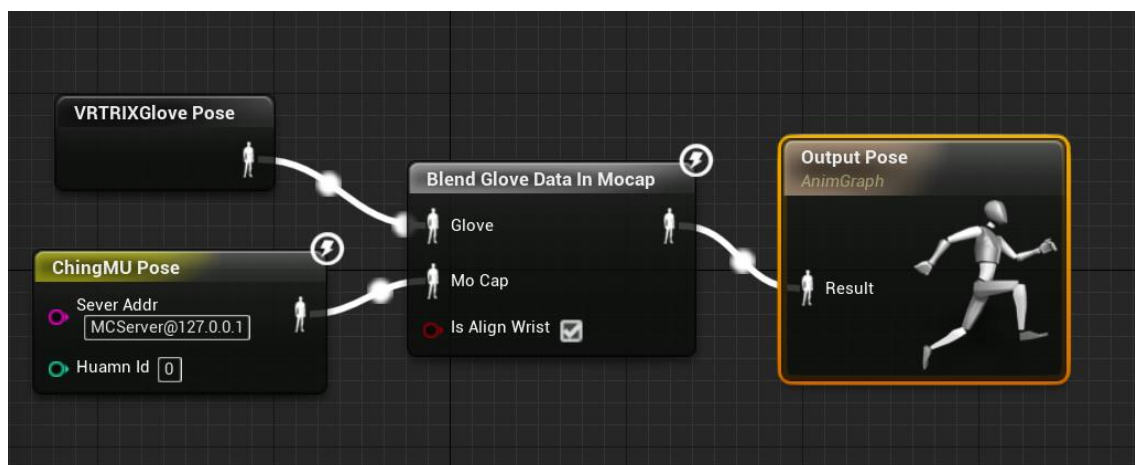 VRTRIXGlove Pose
ChingMU Pose
Sever Addr
MCServer@127.0.0.1
Huamn Id 0
Blend Glove Data In Mocap
Glove
Mo Cap
Is Align Wrist
Output Pose
AnimGraph
Result